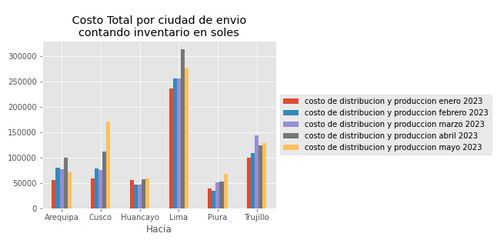 Costo Total por ciudad de envio
contando inventario en soles
300000
250000
200000
150000
100000
50000
0
Arequipa Cusco Huancayo Lima Piura Trujillo
Hacia
costo de distribucion y produccion enero 2023
costo de distribucion y produccion febrero 2023
costo de distribucion y produccion marzo 2023
costo de distribucion y produccion abril 2023
costo de distribucion y produccion mayo 2023